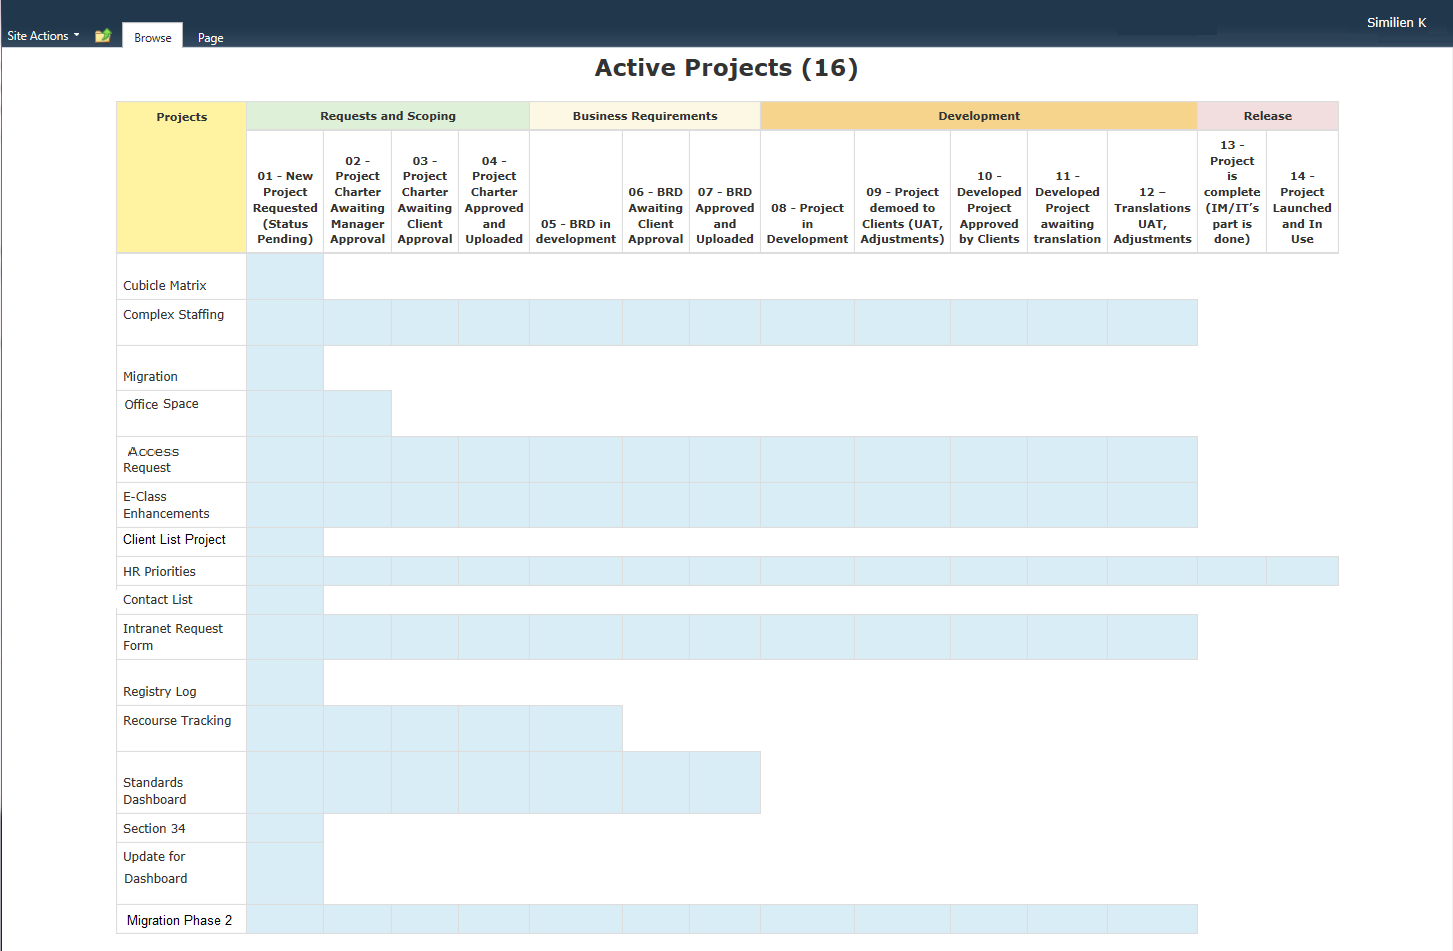 Similien K
Site Actions
Browse
Page
Active Projects (16)
Projects
Requests and Scoping
Business Requirements
Development
Release
01 - New
Project
Requested
(Status
Pending)
02 -
Project
Charter
Awaiting
Manager
Approval
03 -
Project
Charter
Awaiting
Client
Approval
04 -
Project
Charter
Approved
and
Uploaded
05 - BRD in
development
06 - BRD
Awaiting
Client
Approval
07 - BRD
Approved
and
Uploaded
08 - Project
in
Development
09 - Project
demoed to
Clients (UAT,
Adjustments)
10 -
Developed
Project
Approved
by Clients
11 -
Developed
Project
awaiting
translation
12 –
Translations
UAT,
Adjustments
13 -
Project
is
complete
(IM/IT’s
part is
done)
14 -
Project
Launched
and In
Use
Cubicle Matrix
Complex Staffing
Migration
Office Space
Access
Request
E-Class
Enhancements
Client List Project
HR Priorities
Contact List
Intranet Request
Form
Registry Log
Recourse Tracking
Standards
Dashboard
Section 34
Update for
Dashboard
Migration Phase 2